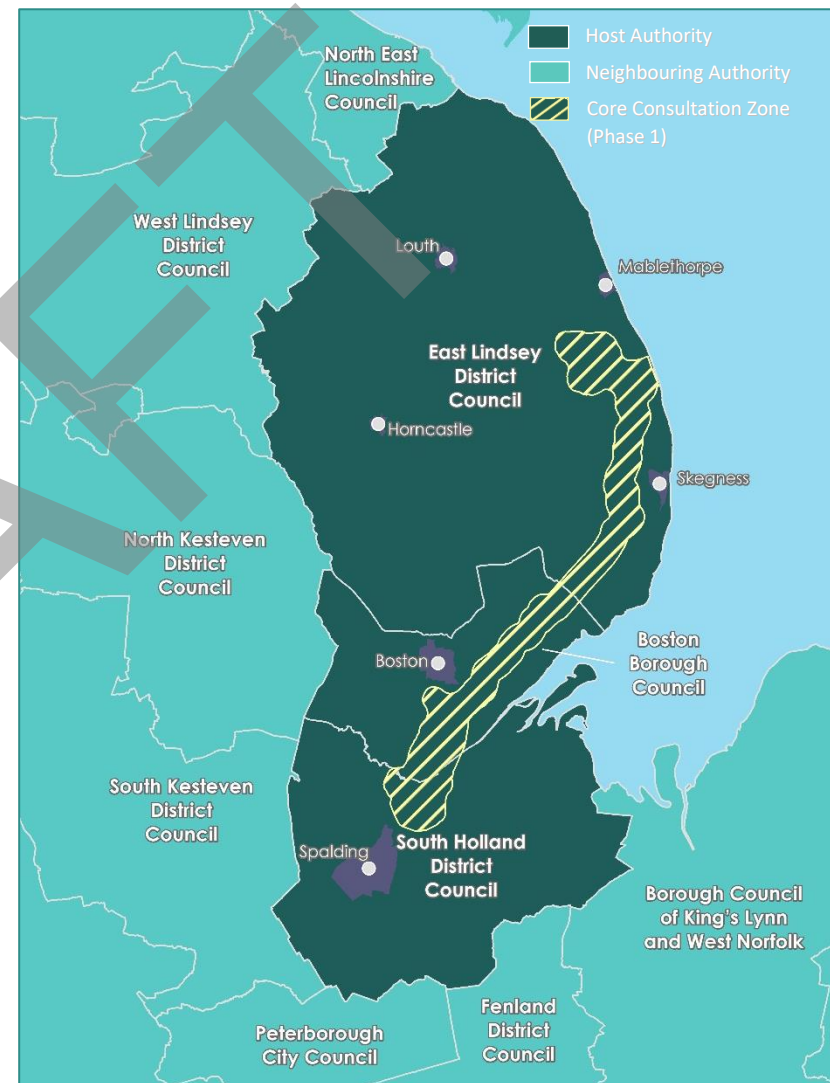 North East
Lincolnshire
Council
Host Authority
Neighbouring Authority
Core Consultation Zone
(Phase 1)
West Lindsey
District
Council
Louth
Mablethorpe
East Lindsey
District
Council
Horncastle
Skegness
North Kesteven
District
Council
Boston
Boston
Borough
Council
South Kesteven
District
Council
Spalding
South Holland
District
Council
Borough Council
of King's Lynn
and West Norfolk
Peterborough
City Council
Fenland
District
Council
AFT